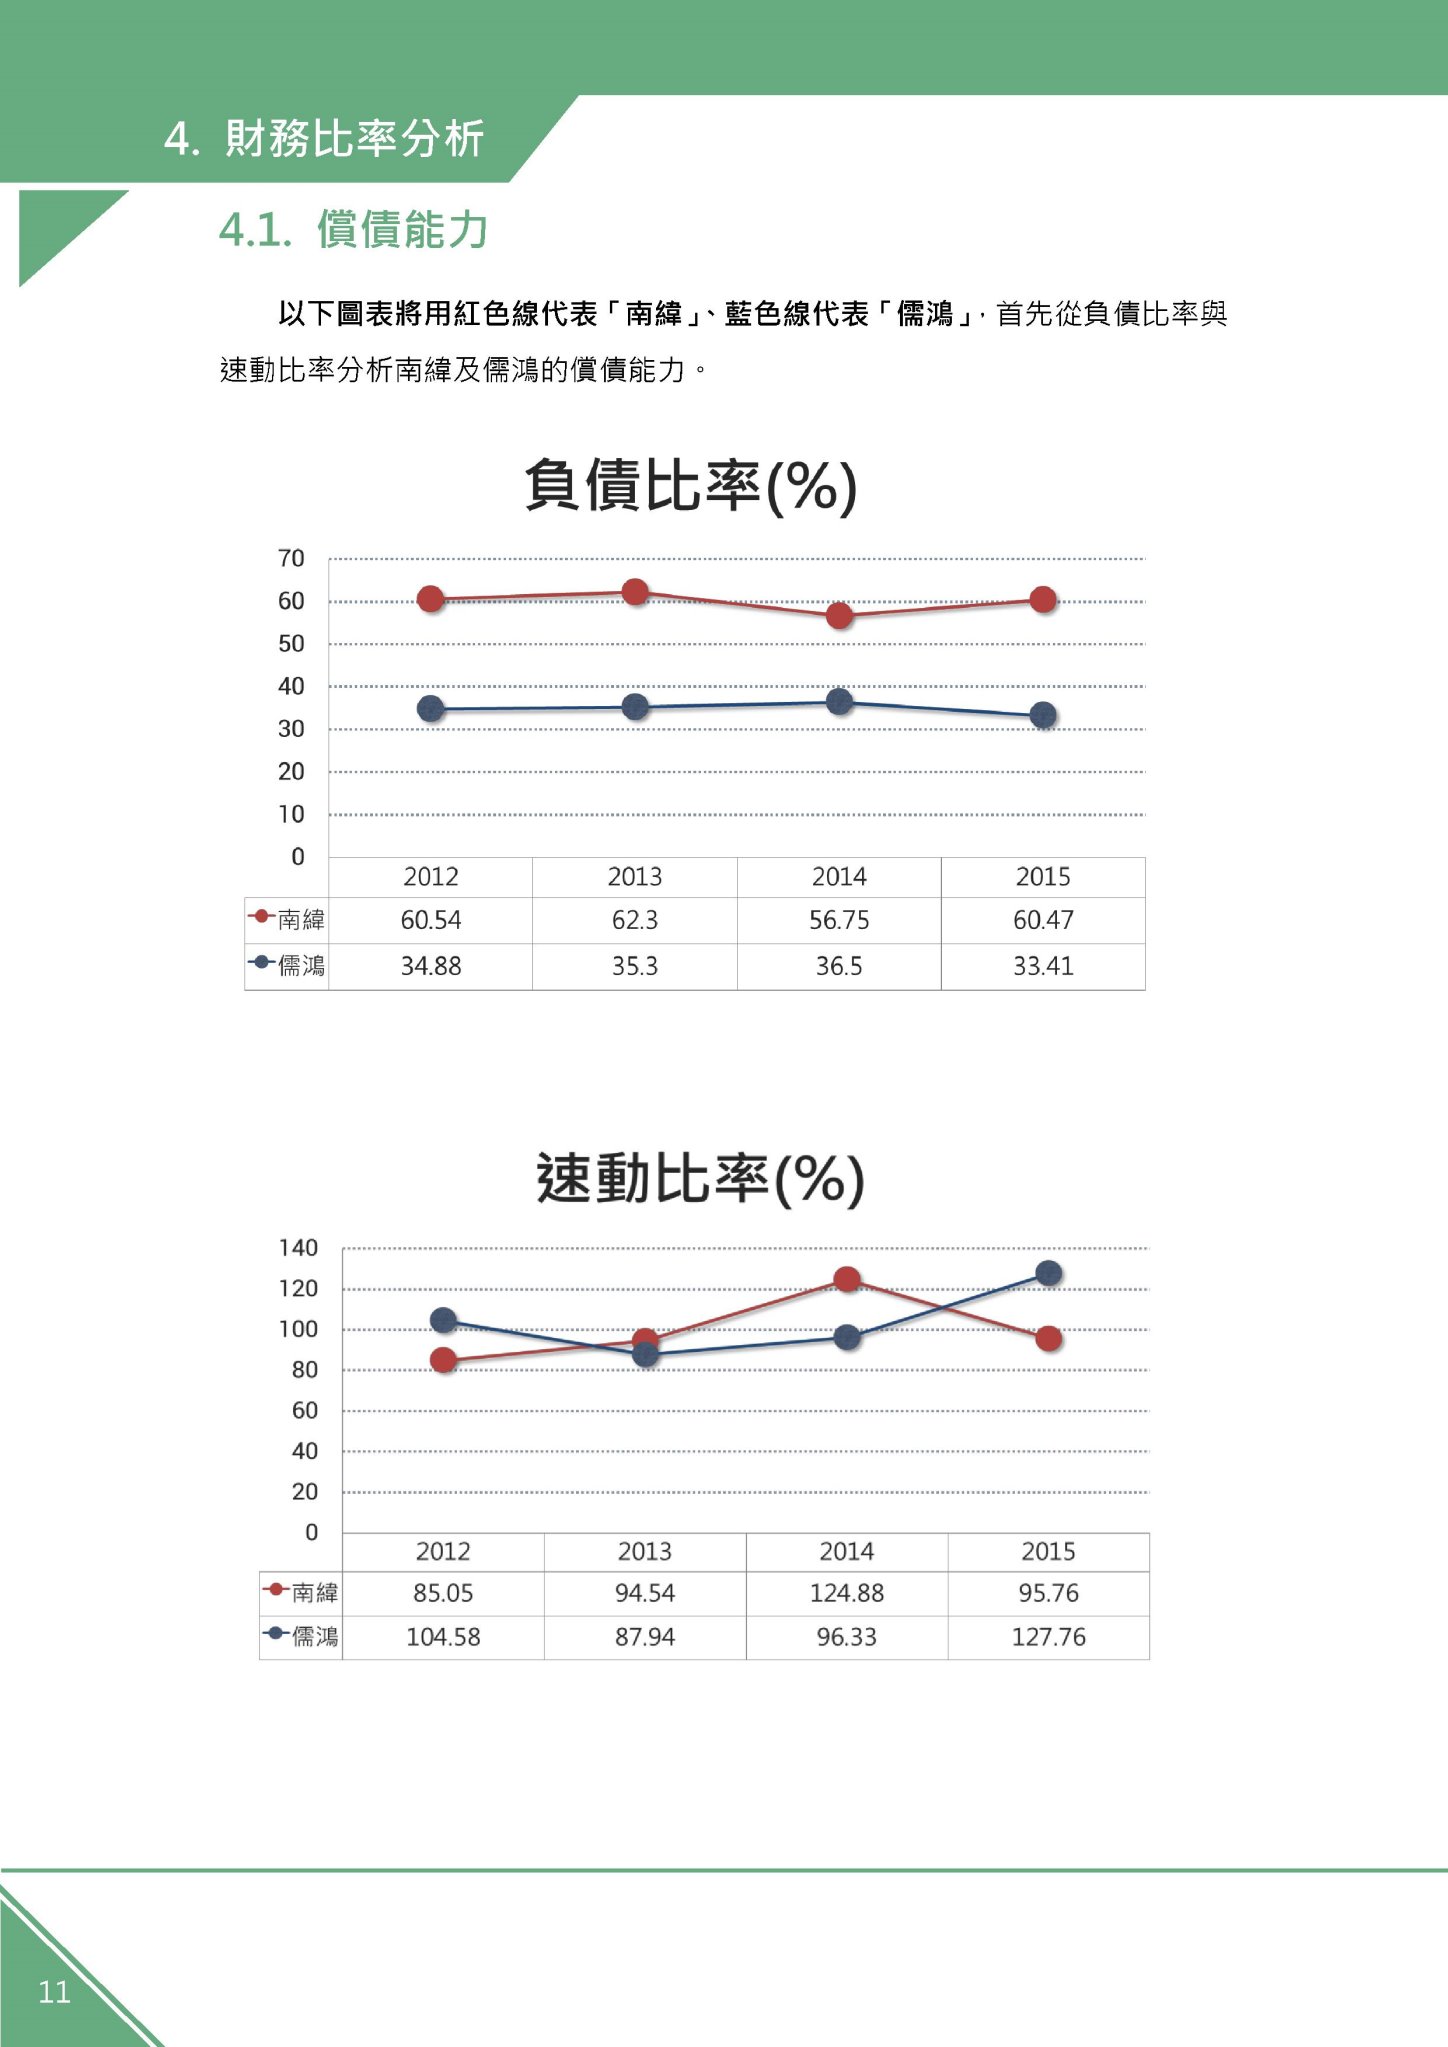 4. 財務比率分析
4.1. 償債能力
以下圖表將用紅色線代表「南緯」、藍色線代表「儒鴻」，首先從負債比率與
速動比率分析南緯及儒鴻的償債能力。
負債比率(%)
70
60
50
40
30
20
10
0
2012 2013 2014 2015
南緯 60.54 62.3 56.75 60.47
儒鴻 34.88 35.3 36.5 33.41
速動比率(%)
140
120
100
80
60
40
20
0
2012 2013 2014 2015
南緯 85.05 94.54 124.88 95.76
儒鴻 104.58 87.94 96.33 127.76
11